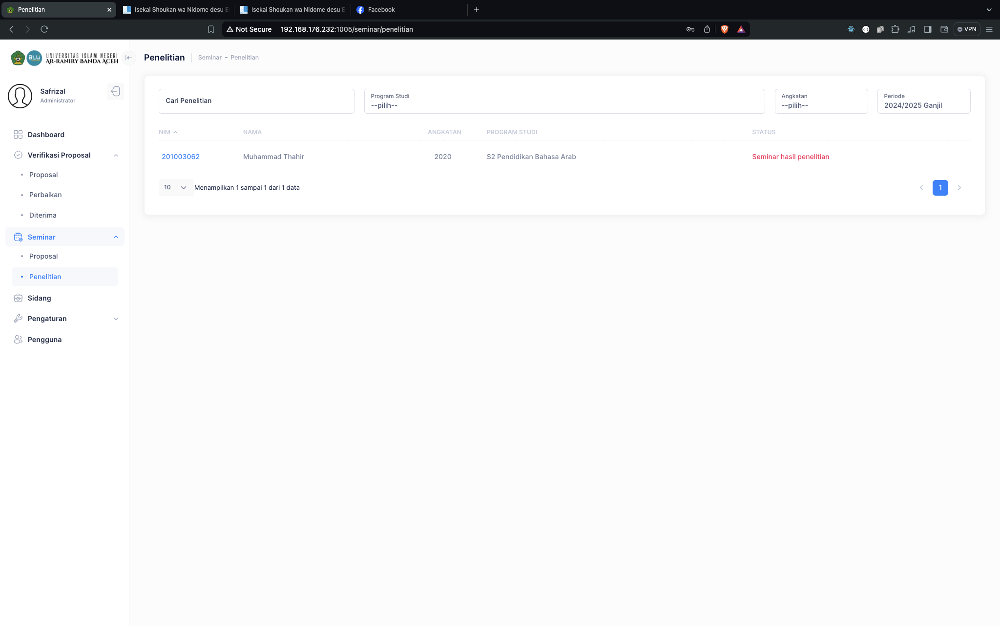 Penelitian
Isekai Shoukan wa Nidome desu E
Isekai Shoukan wa Nidome desu E
Facebook
Not Secure 192.168.176.232:1005/seminar/penelitian
VPN
BLU
UNIVERSITAS ISLAM NEGERI
AR-RANIRY BANDA ACEH
Penelitian
Seminar - Penelitian
Safrizal
Administrator
Dashboard
Verifikasi Proposal
Proposal
Perbaikan
Diterima
Seminar
Proposal
Penelitian
Sidang
Pengaturan
Pengguna
Cari Penelitian
Program Studi
--pilih--
Angkatan
--pilih--
Periode
2024/2025 Ganjil
NIM NAMA ANGKATAN PROGRAM STUDI STATUS
201003062 Muhammad Thahir 2020 S2 Pendidikan Bahasa Arab Seminar hasil penelitian
10 Menampilkan 1 sampai 1 dari 1 data
1